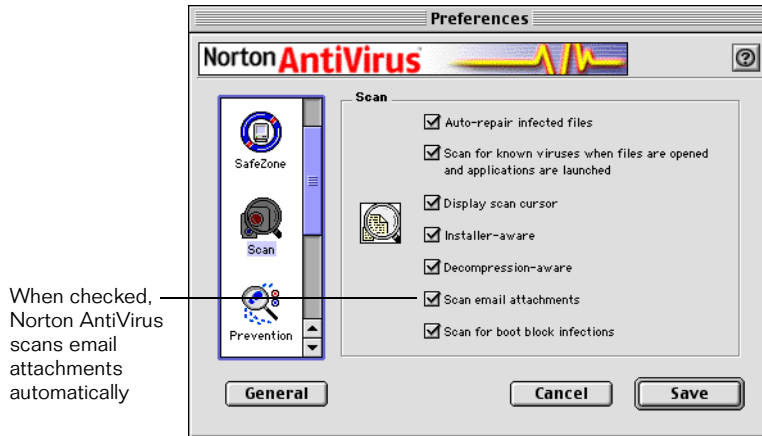 Preferences
Norton AntiVirus
SafeZone
Scan
Prevention
Scan
Auto-repair infected files
Scan for known viruses when files are opened
and applications are launched
Display scan cursor
Installer-aware
Decompression-aware
Scan email attachments
Scan for boot block infections
When checked,
Norton AntiVirus
scans email
attachments
automatically
General
Cancel
Save